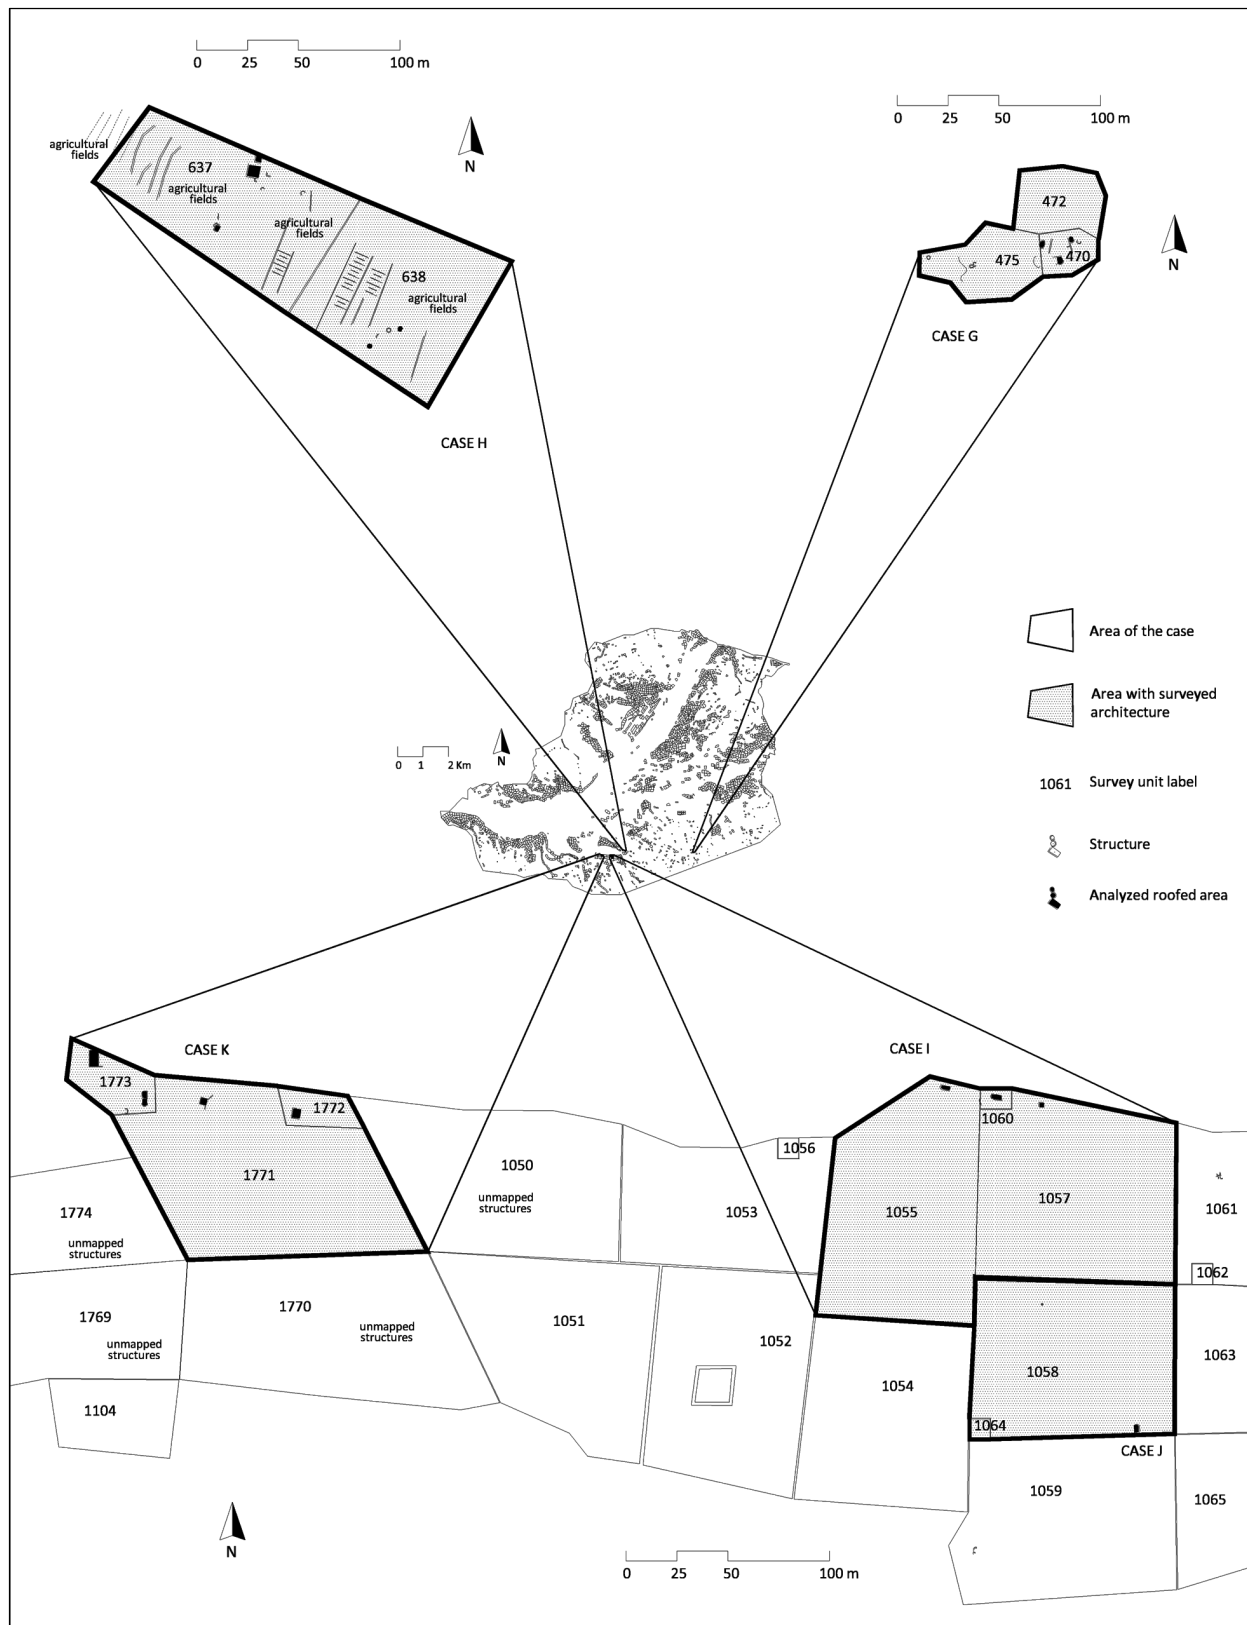 0 25 50 100 m
0 25 50 100 m
N
N
agricultural
fields
637
agricultural
fields
agricultural
fields
638
agricultural
fields
CASE H
472
475
470
CASE G
Area of the case
Area with surveyed
architecture
1061 Survey unit label
Structure
Analyzed roofed area
N
0 1 2 Km
CASE K
1773
1772
1771
1774
unmapped
structures
1769
unmapped
structures
1770
unmapped
structures
1104
1050
unmapped
structures
1051
1053
1056
1052
1054
CASE I
1060
1055
1057
1061
1062
1058
1063
1064
CASE J
1059
1065
N
0 25 50 100 m